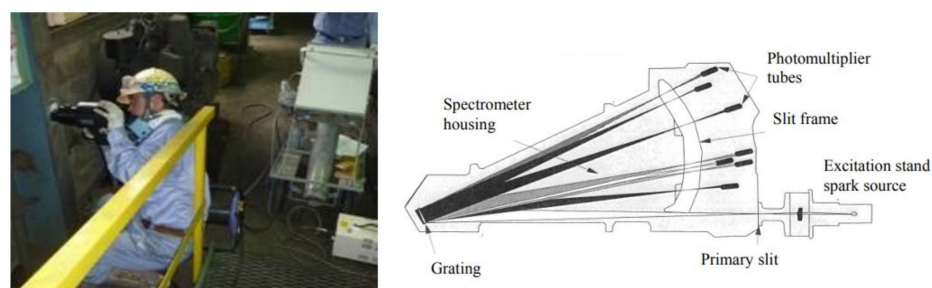 Photomultiplier
tubes
Spectrometer
housing
Slit frame
Excitation stand
spark source
Primary slit
Grating